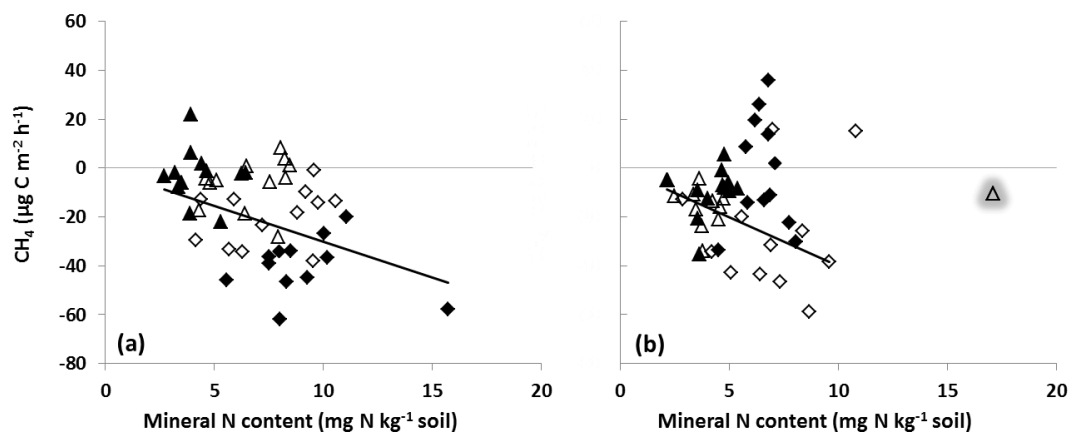 60
40
20
0
-20
-40
-60
-80
CH₄ (µg C m⁻² h⁻¹)
(a)
0 5 10 15 20
Mineral N content (mg N kg⁻¹ soil)
(b)
0 5 10 15 20
Mineral N content (mg N kg⁻¹ soil)